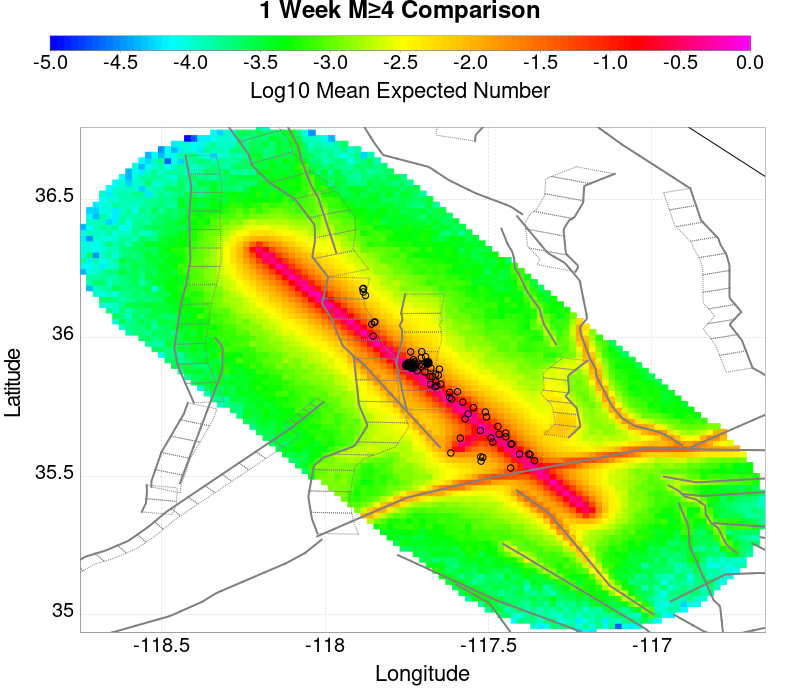 1 Week M≥4 Comparison
-5.0 -4.5 -4.0 -3.5 -3.0 -2.5 -2.0 -1.5 -1.0 -0.5 0.0
Log10 Mean Expected Number
36.5
36
35.5
35
Latitude
-118.5 -118 -117.5 -117
Longitude